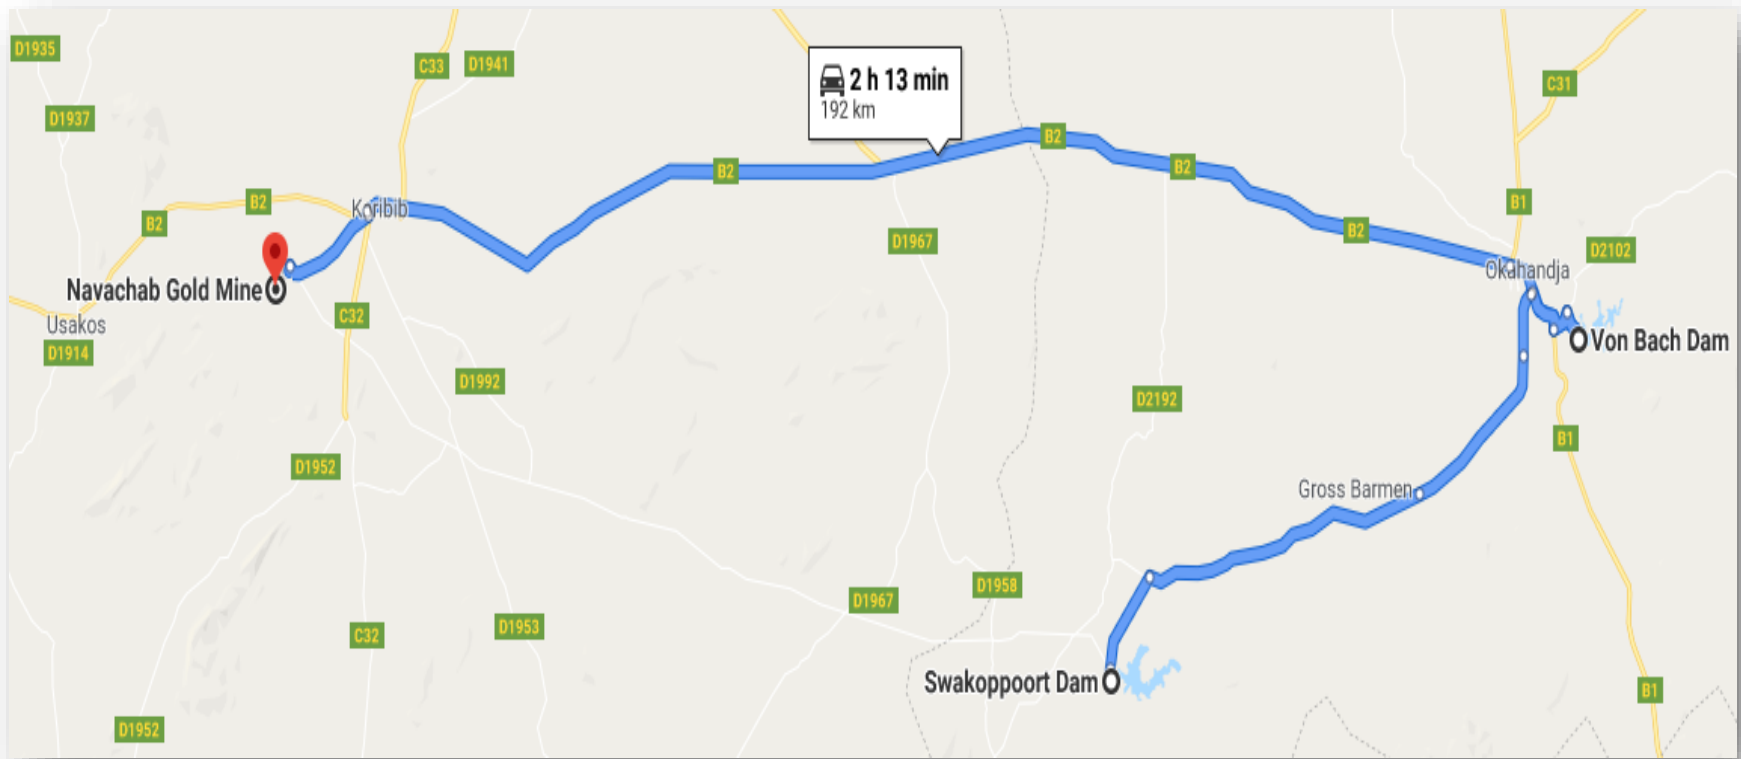 D1935
C33
D1941
2 h 13 min
192 km
C31
D1937
B2
B2
B2
B2
B1
B2
Karibib
B2
B2
D1967
D2102
Okahandja
Navachab Gold Mine
Usakos
C32
Von Bach Dam
D1914
D1992
D2192
B1
D1952
Gross Barmen
D1958
D1967
C32
D1953
Swakoppoort Dam
B1
D1952